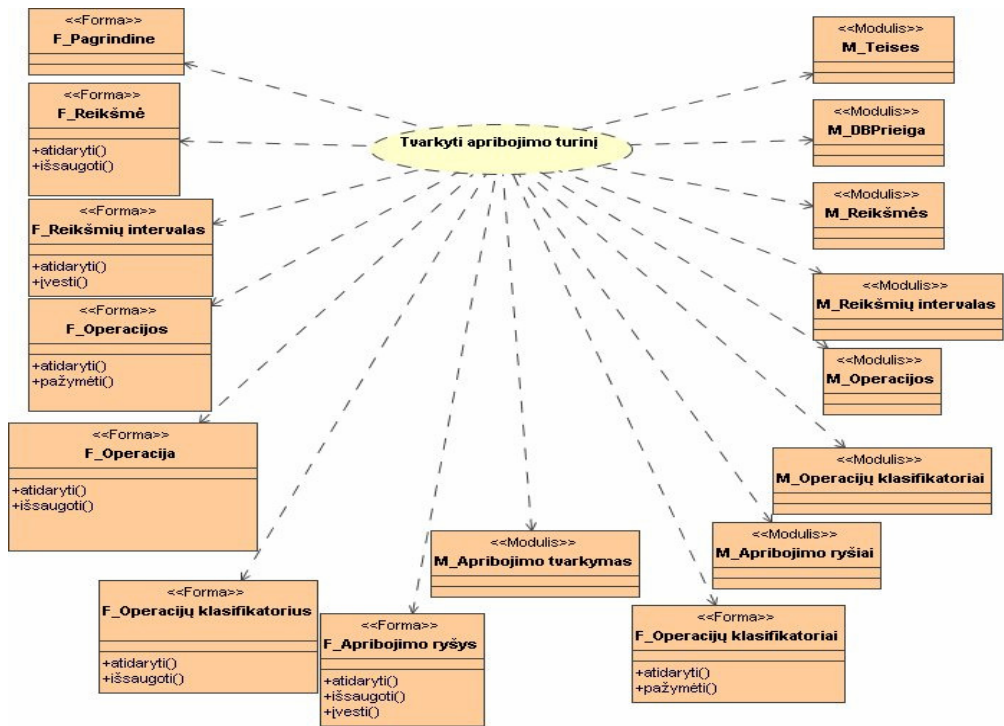 <<Forma>>
F_Pagrindine
<<Forma>>
F_Reikšmė
+atidaryti()
+išsaugoti()
<<Forma>>
F_Reikšmių intervalas
+atidaryti()
+įvesti()
<<Forma>>
F_Operacijos
+atidaryti()
+pažymėti()
<<Forma>>
F_Operacija
+atidaryti()
+išsaugoti()
<<Forma>>
F_Operacijų klasifikatorius
+atidaryti()
+išsaugoti()
<<Forma>>
F_Apribojimo ryšys
+atidaryti()
+išsaugoti()
+įvesti()
Tvarkyti apribojimo turinį
<<Modulis>>
M_Apribojimo tvarkymas
<<Forma>>
F_Operacijų klasifikatoriai
+atidaryti()
+pažymėti()
<<Modulis>>
M_Teises
<<Modulis>>
M_DBPrieiga
<<Modulis>>
M_Reikšmės
<<Modulis>>
M_Reikšmių intervalas
<<Modulis>>
M_Operacijos
<<Modulis>>
M_Operacijų klasifikatoriai
<<Modulis>>
M_Apribojimo ryšiai